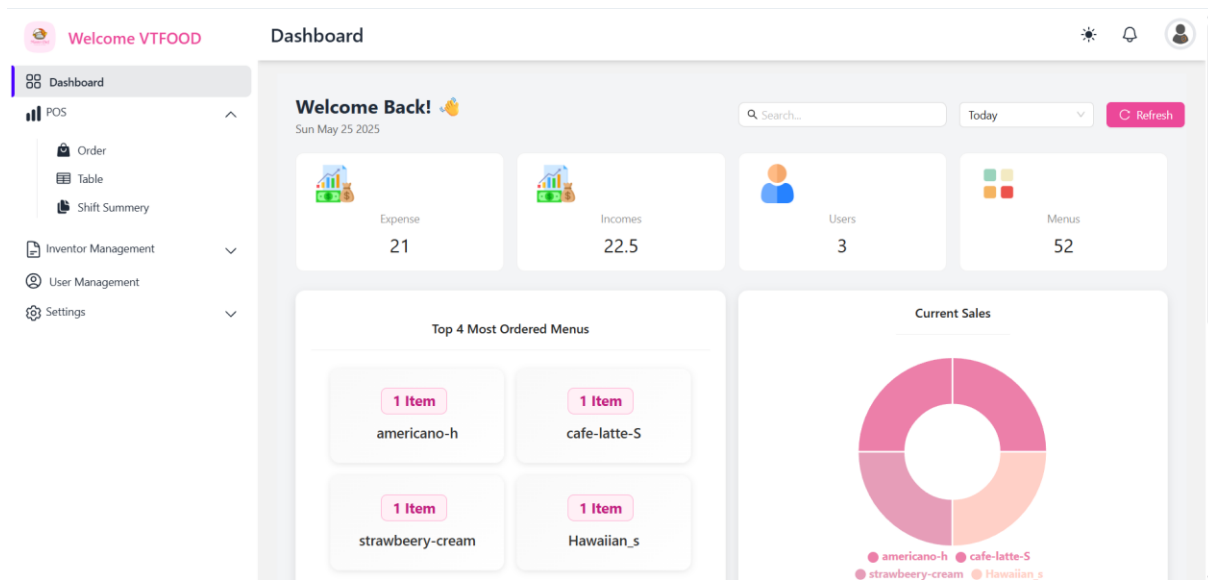 Welcome VTFOOD
Dashboard
Dashboard
POS
Order
Table
Shift Summery
Inventor Management
User Management
Settings
Welcome Back! 👋
Sun May 25 2025
Search...
Today
Refresh
Expense
21
Incomes
22.5
Users
3
Menus
52
Top 4 Most Ordered Menus
1 Item
americano-h
1 Item
cafe-latte-S
1 Item
strawbeery-cream
1 Item
Hawaiian_s
Current Sales
americano-h cafe-latte-S
strawbeery-cream Hawaiian_s